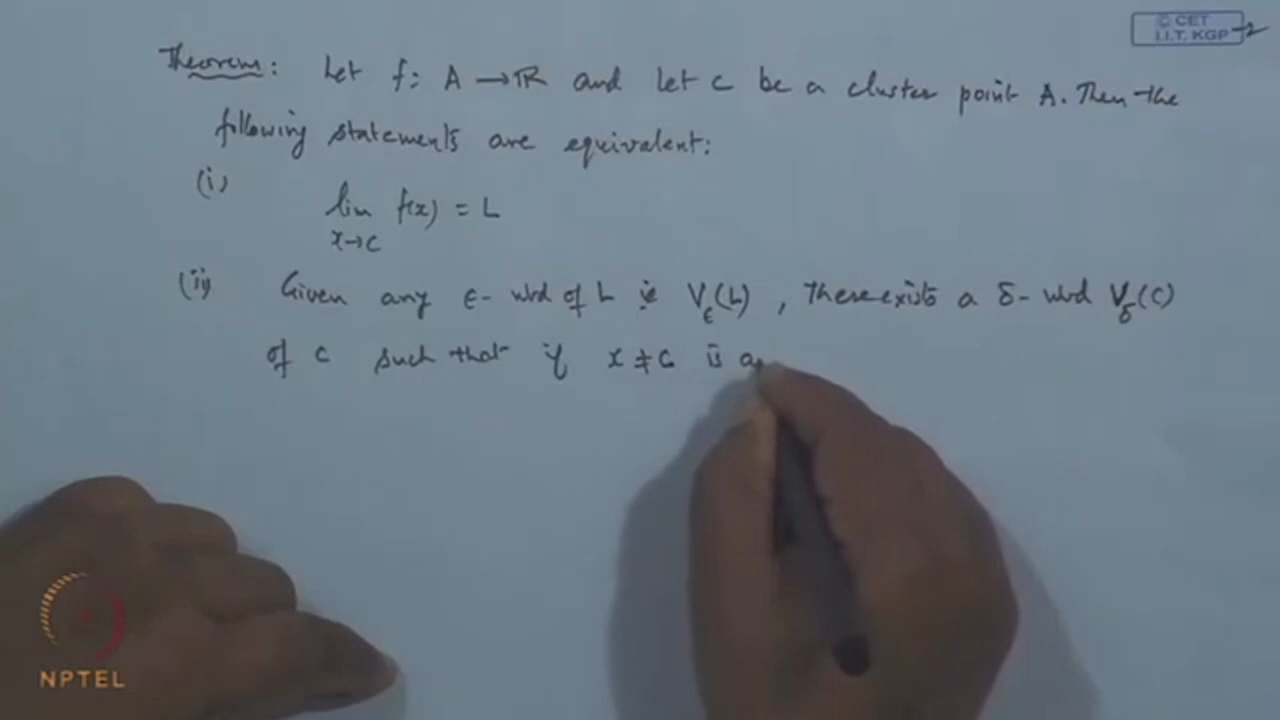 © CET
I.I.T. KGP
Theorem: Let f: A → ℝ and let c be a cluster point A. Then the
following statements are equivalent:
(i)
lim f(x) = L
x→c
(ii) Given any ε- nbd of L ie V_ε(L), there exists a δ- nbd V_δ(c)
of c such that if x ≠ c is
NPTEL